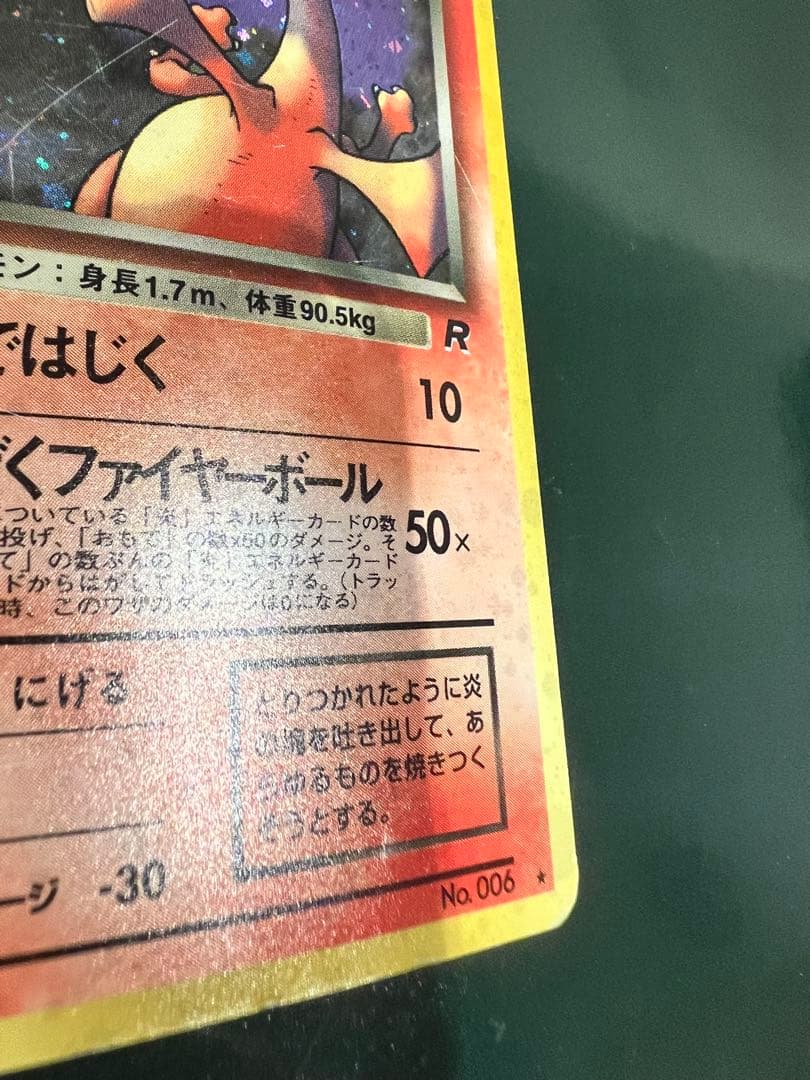 モン：身長1.7m、体重90.5kg
R
ではじく
10
くファイヤーボール
ついている「炎」エネルギーカードの数
投げ、「おもて」の数×50のダメージ。そ
て」の数ぶんの「炎」エネルギーカード
ドからはがしてトラッシュする。（トラッ
時、このワザのダメージは0になる）
50×
にげる
とりつかれたように炎
の塊を吐き出して、あ
らゆるものを焼きつく
そうとする。
ージ -30
No. 006 ★